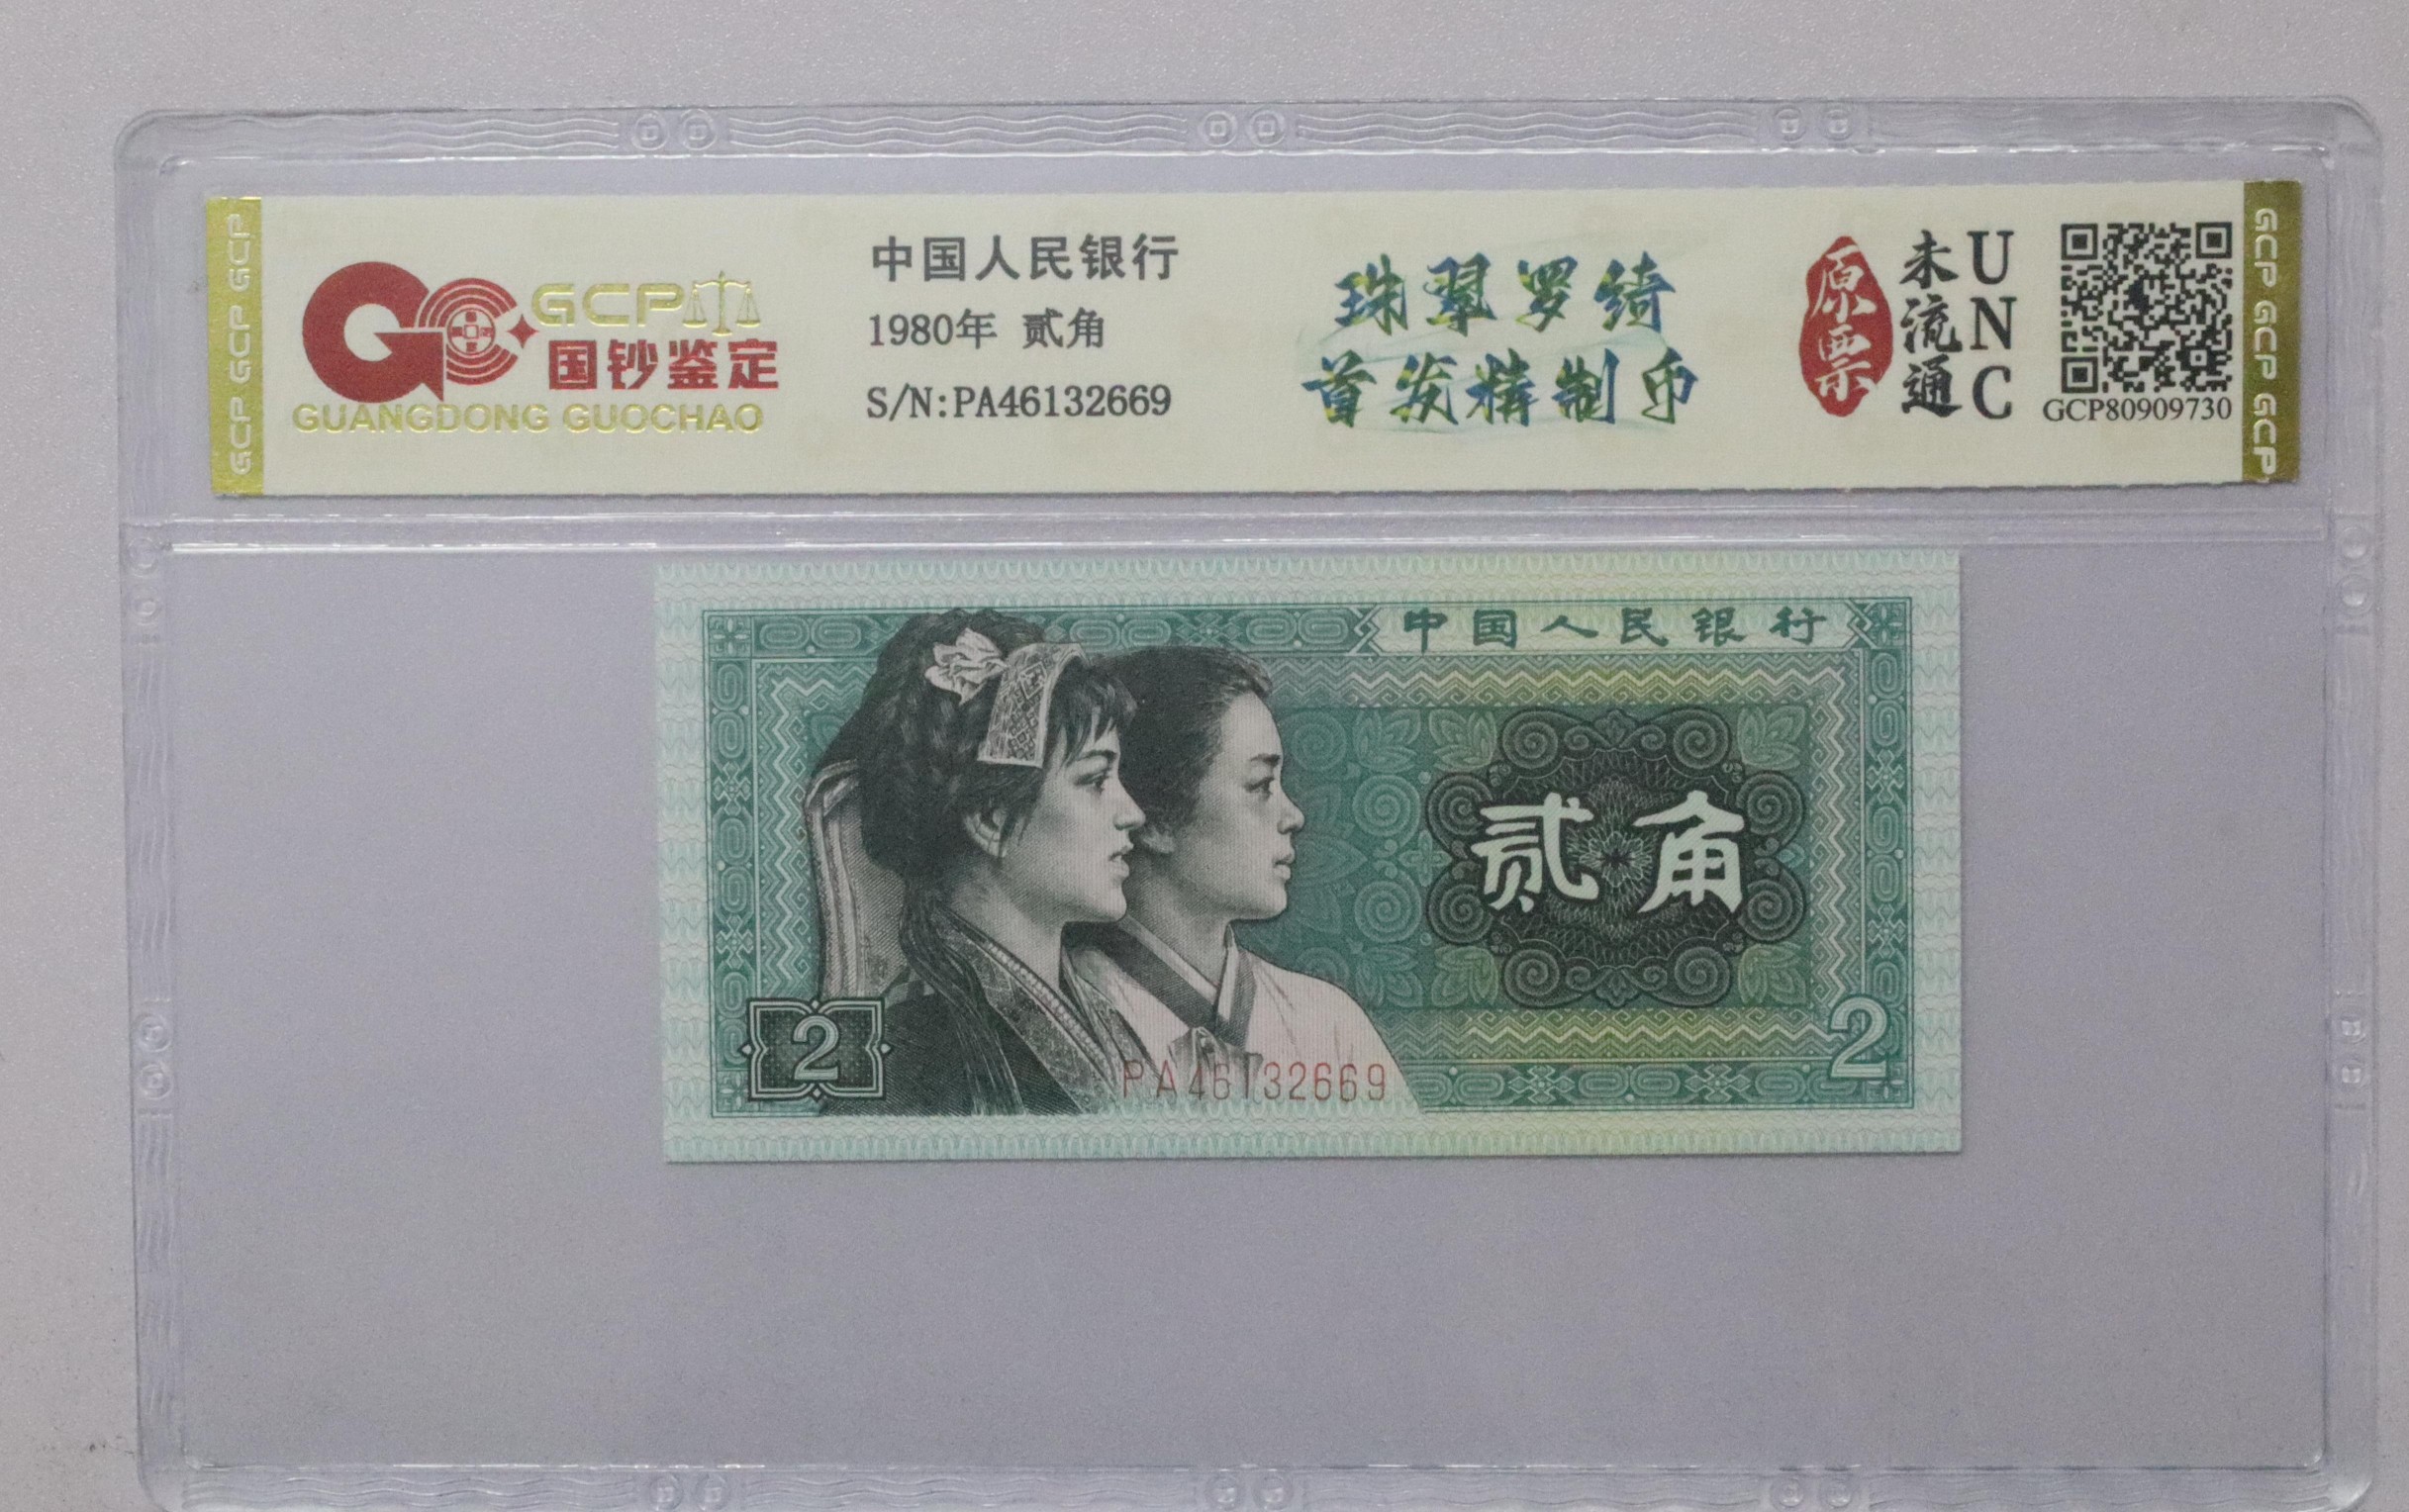 GCP GCP GCP
GCP
国钞鉴定
GUANGDONG GUOCHAO
中国人民银行
1980年 贰角
S/N:PA46132669
珠翠罗绮
首发精制币
原票
未流通
UNC
GCP80909730
GCP GCP GCP GCP
中国人民银行
贰角
2
PA46132669
2